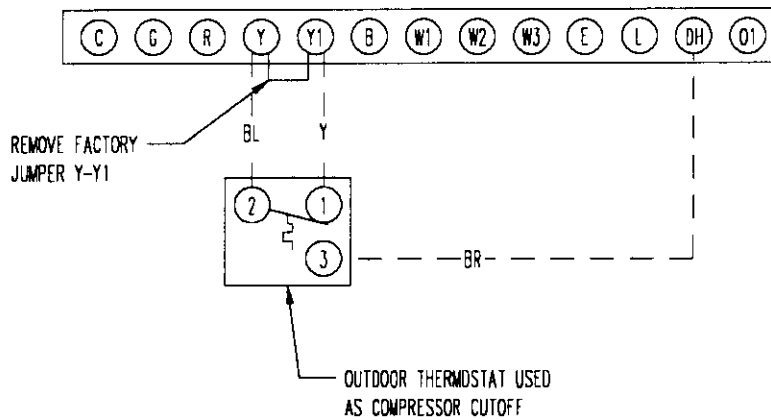 C G R Y Y1 B W1 W2 W3 E L DH O1
REMOVE FACTORY
JUMPER Y-Y1
BL Y
2 1
3
BR
OUTDOOR THERMOSTAT USED
AS COMPRESSOR CUTOFF